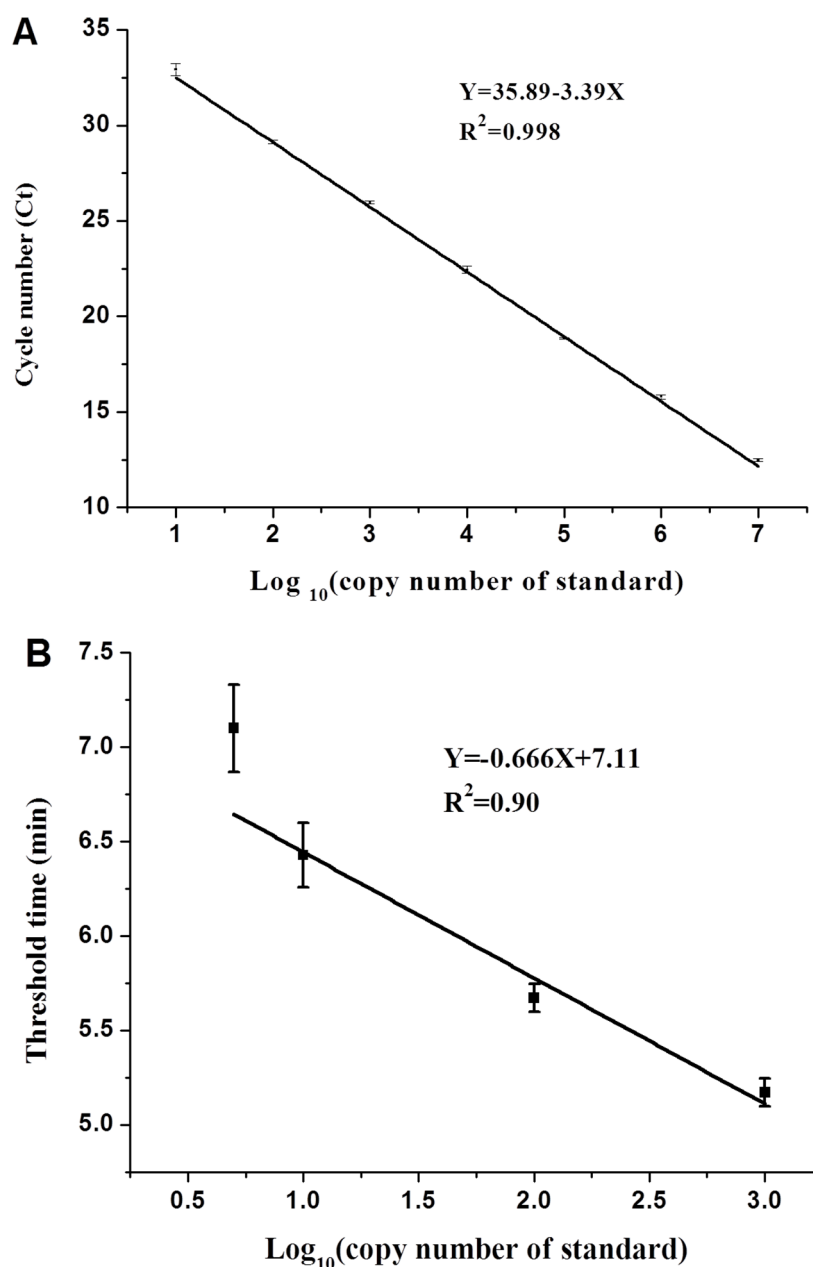 A
35
30
25
20
15
10
Cycle number (Ct)
Y=35.89-3.39X
R²=0.998
1 2 3 4 5 6 7
Log ₁₀(copy number of standard)
B
7.5
7.0
6.5
6.0
5.5
5.0
Threshold time (min)
Y=-0.666X+7.11
R²=0.90
0.5 1.0 1.5 2.0 2.5 3.0
Log₁₀(copy number of standard)